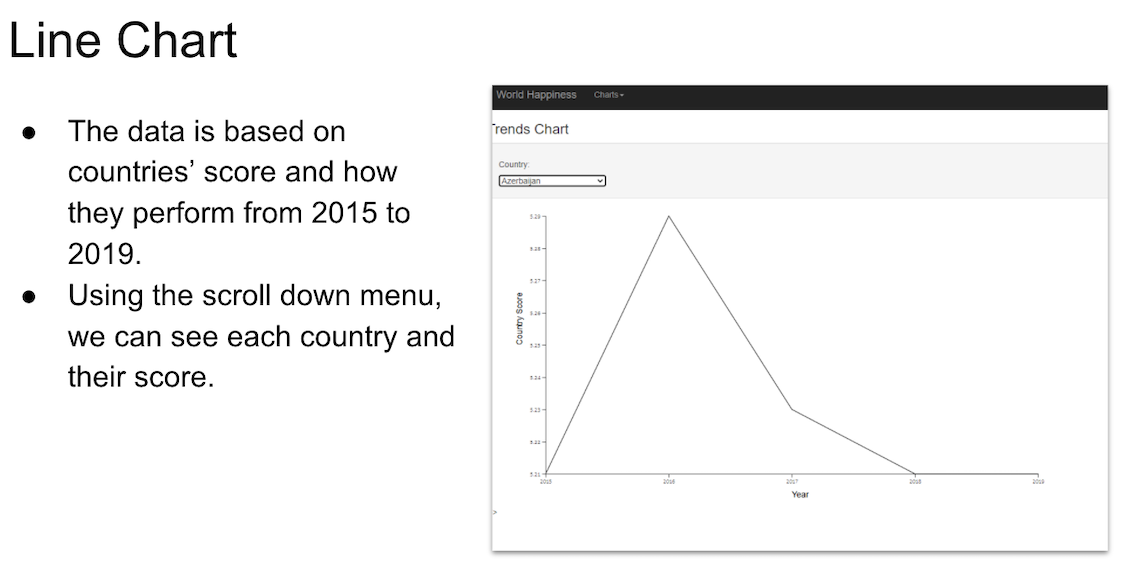 Line Chart
● The data is based on
countries’ score and how
they perform from 2015 to
2019.
● Using the scroll down menu,
we can see each country and
their score.
World Happiness Charts
Trends Chart
Country:
Azerbaijan
5.29
5.28
5.27
5.26
5.25
5.24
5.23
5.22
5.21
Country Score
2015 2016 2017 2018 2019
Year
>